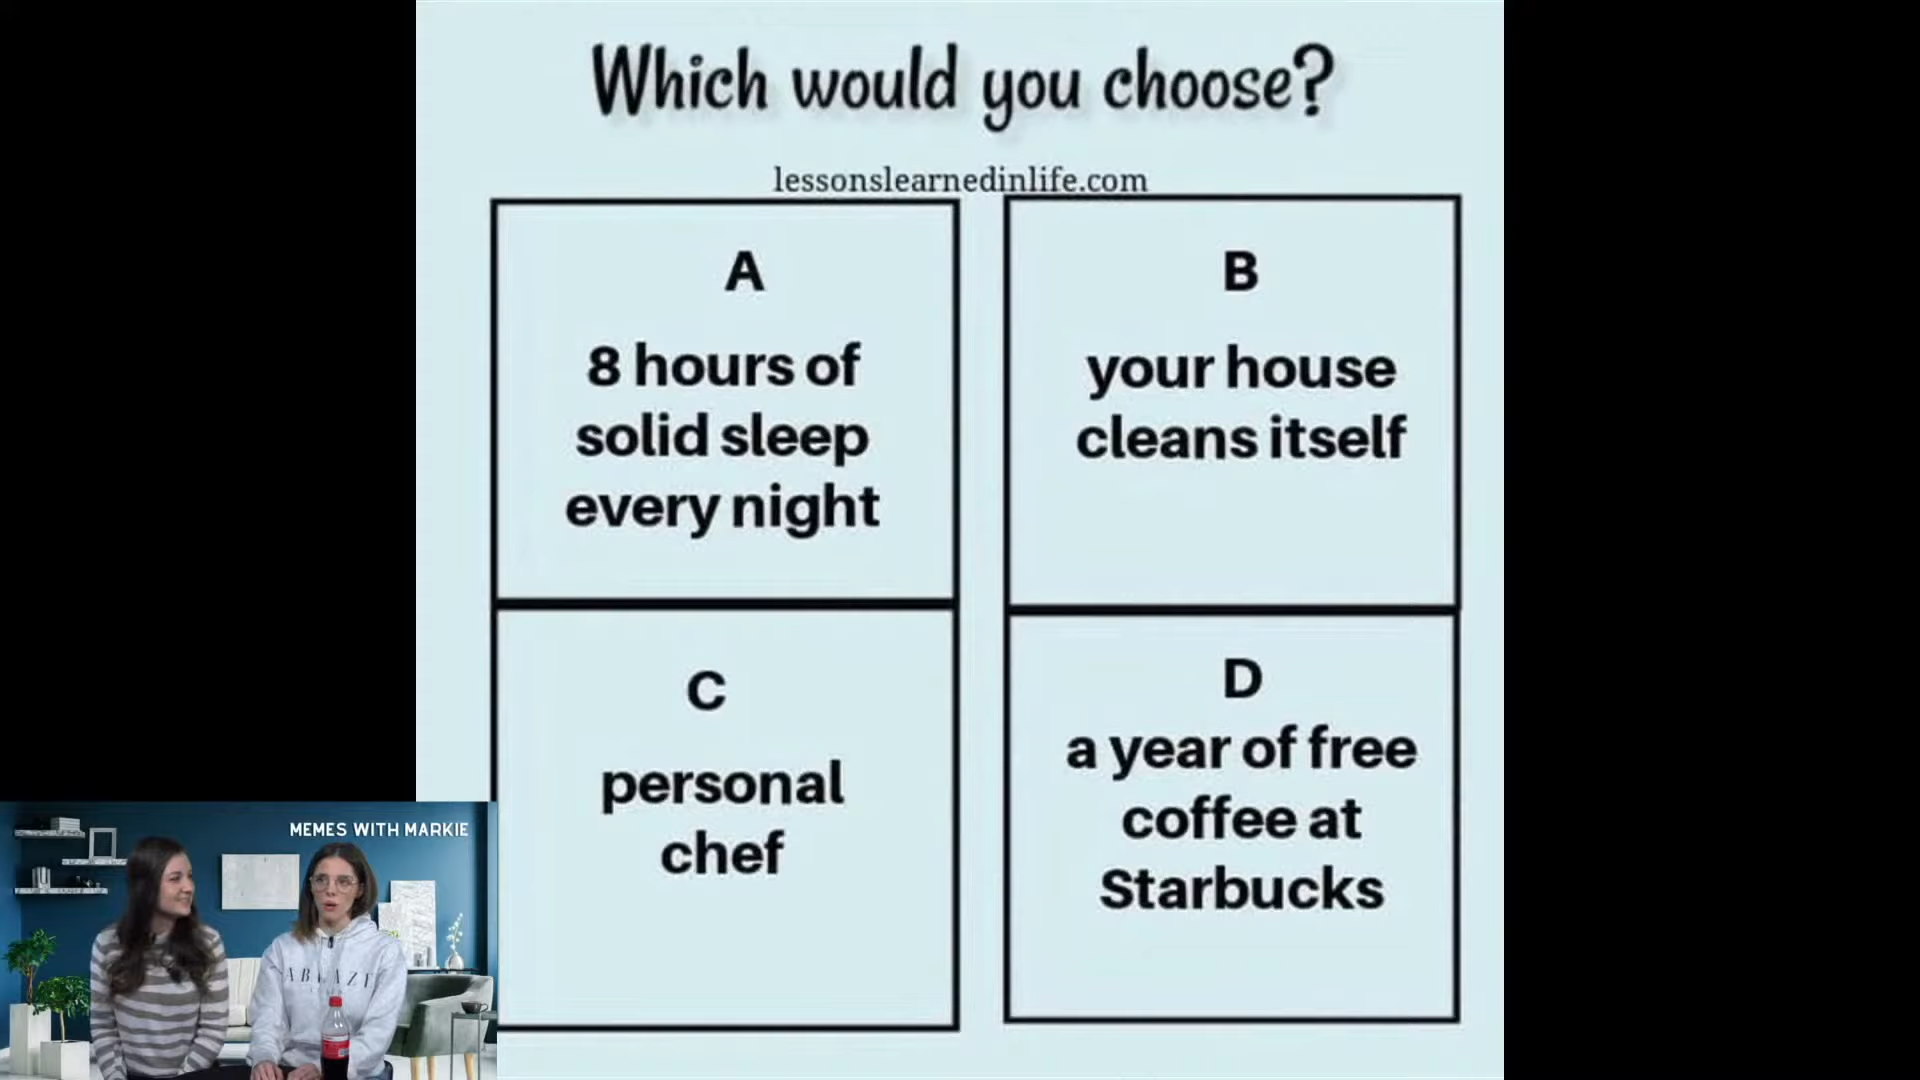 Which would you choose?
lessonslearnedinlife.com
A
8 hours of
solid sleep
every night
B
your house
cleans itself
C
personal
chef
D
a year of free
coffee at
Starbucks
MEMES WITH MARKIE